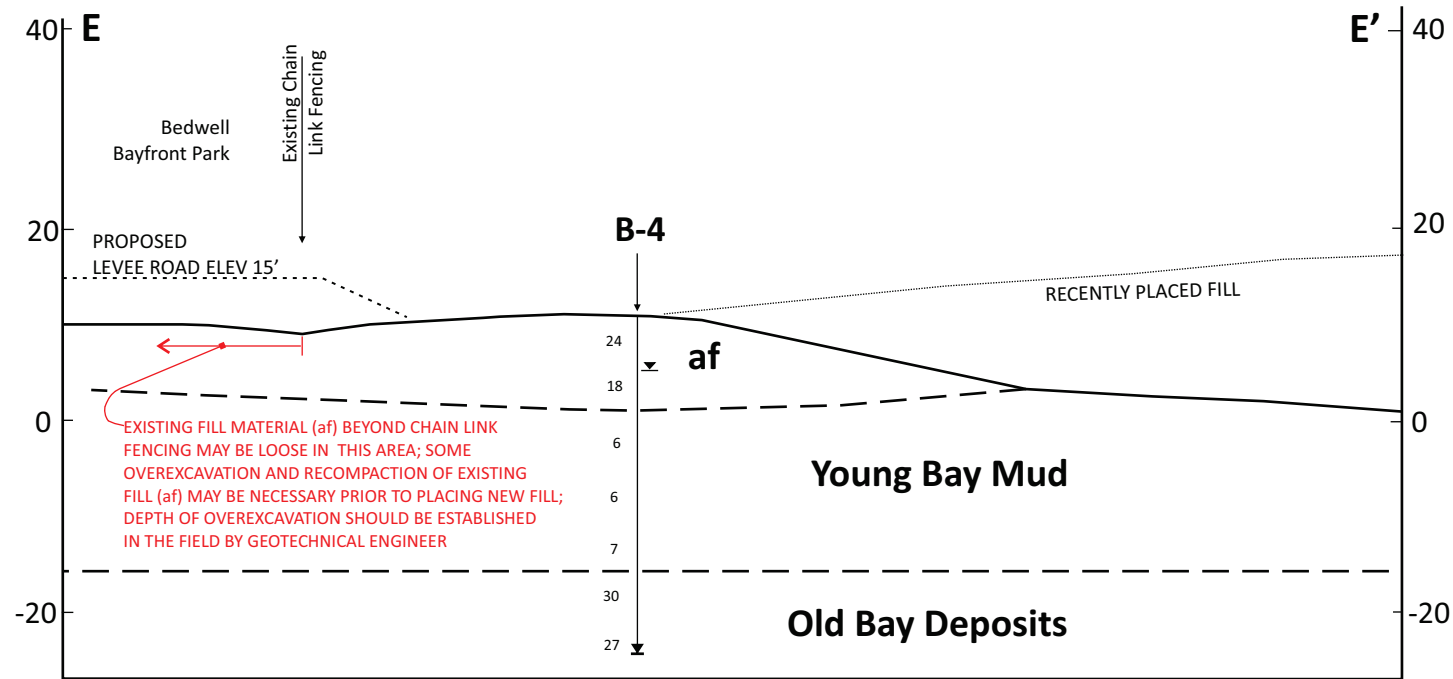 E
E’
40
40
Existing Chain
Link Fencing
Bedwell
Bayfront Park
20
20
B-4
PROPOSED
LEVEE ROAD ELEV 15’
RECENTLY PLACED FILL
24
af
18
0
0
EXISTING FILL MATERIAL (af) BEYOND CHAIN LINK
FENCING MAY BE LOOSE IN THIS AREA; SOME
OVEREXCAVATION AND RECOMPACTION OF EXISTING
FILL (af) MAY BE NECESSARY PRIOR TO PLACING NEW FILL;
DEPTH OF OVEREXCAVATION SHOULD BE ESTABLISHED
IN THE FIELD BY GEOTECHNICAL ENGINEER
6
Young Bay Mud
6
7
30
-20
-20
Old Bay Deposits
27